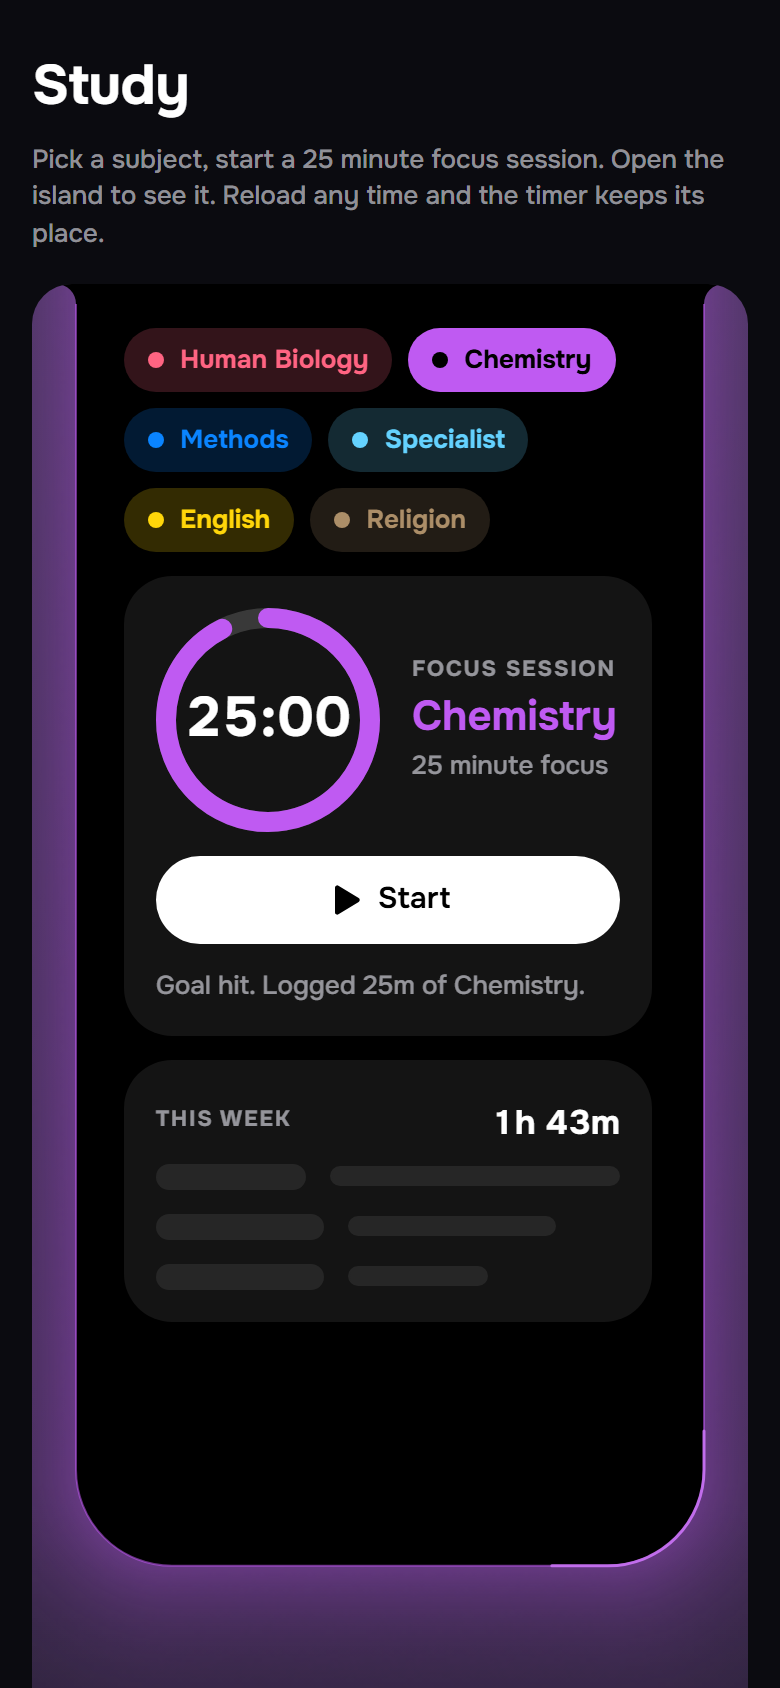 Study
Pick a subject, start a 25 minute focus session. Open the
island to see it. Reload any time and the timer keeps its
place.
Human Biology
Chemistry
Methods
Specialist
English
Religion
25:00
FOCUS SESSION
Chemistry
25 minute focus
Start
Goal hit. Logged 25m of Chemistry.
THIS WEEK
1h 43m